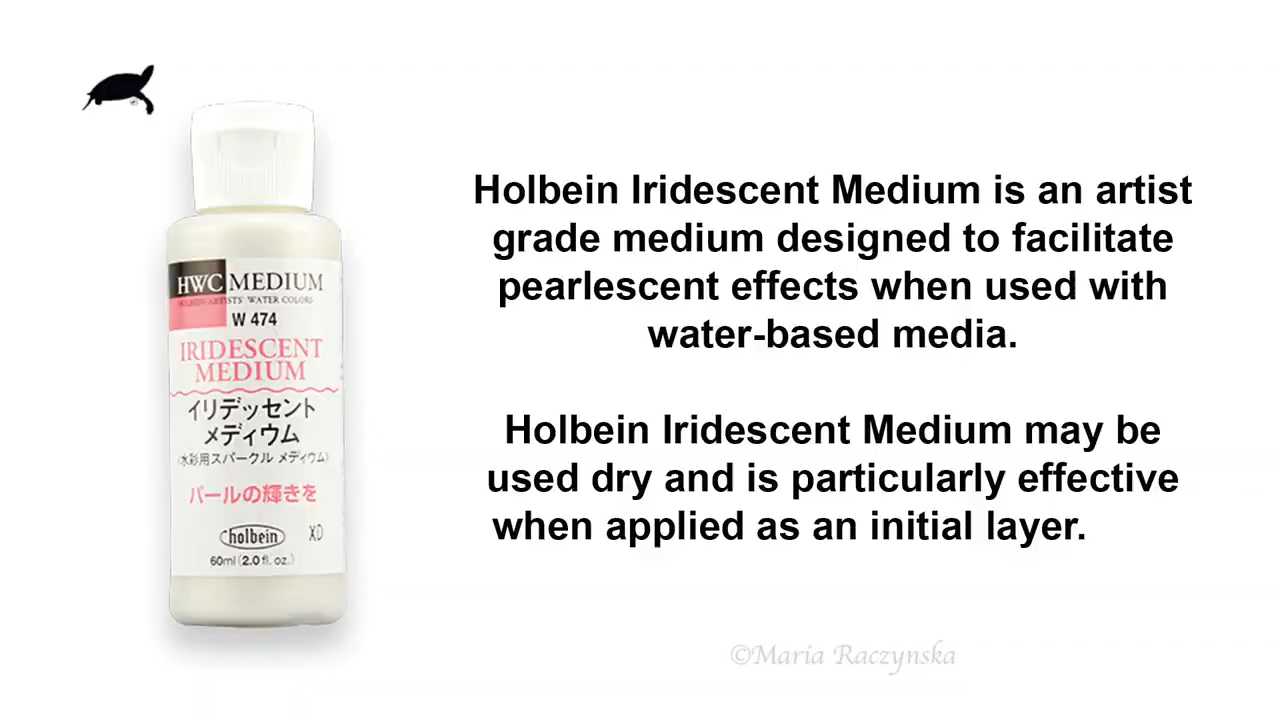 HWC MEDIUM
HOLBEIN ARTISTS' WATER COLORS
W 474
IRIDESCENT
MEDIUM
イリデッセント
メディウム
(水彩用スパークル メディウム)
パールの輝きを
holbein
XD
60ml (2.0 fl. oz.)
Holbein Iridescent Medium is an artist
grade medium designed to facilitate
pearlescent effects when used with
water-based media.
Holbein Iridescent Medium may be
used dry and is particularly effective
when applied as an initial layer.
©Maria Raczynska